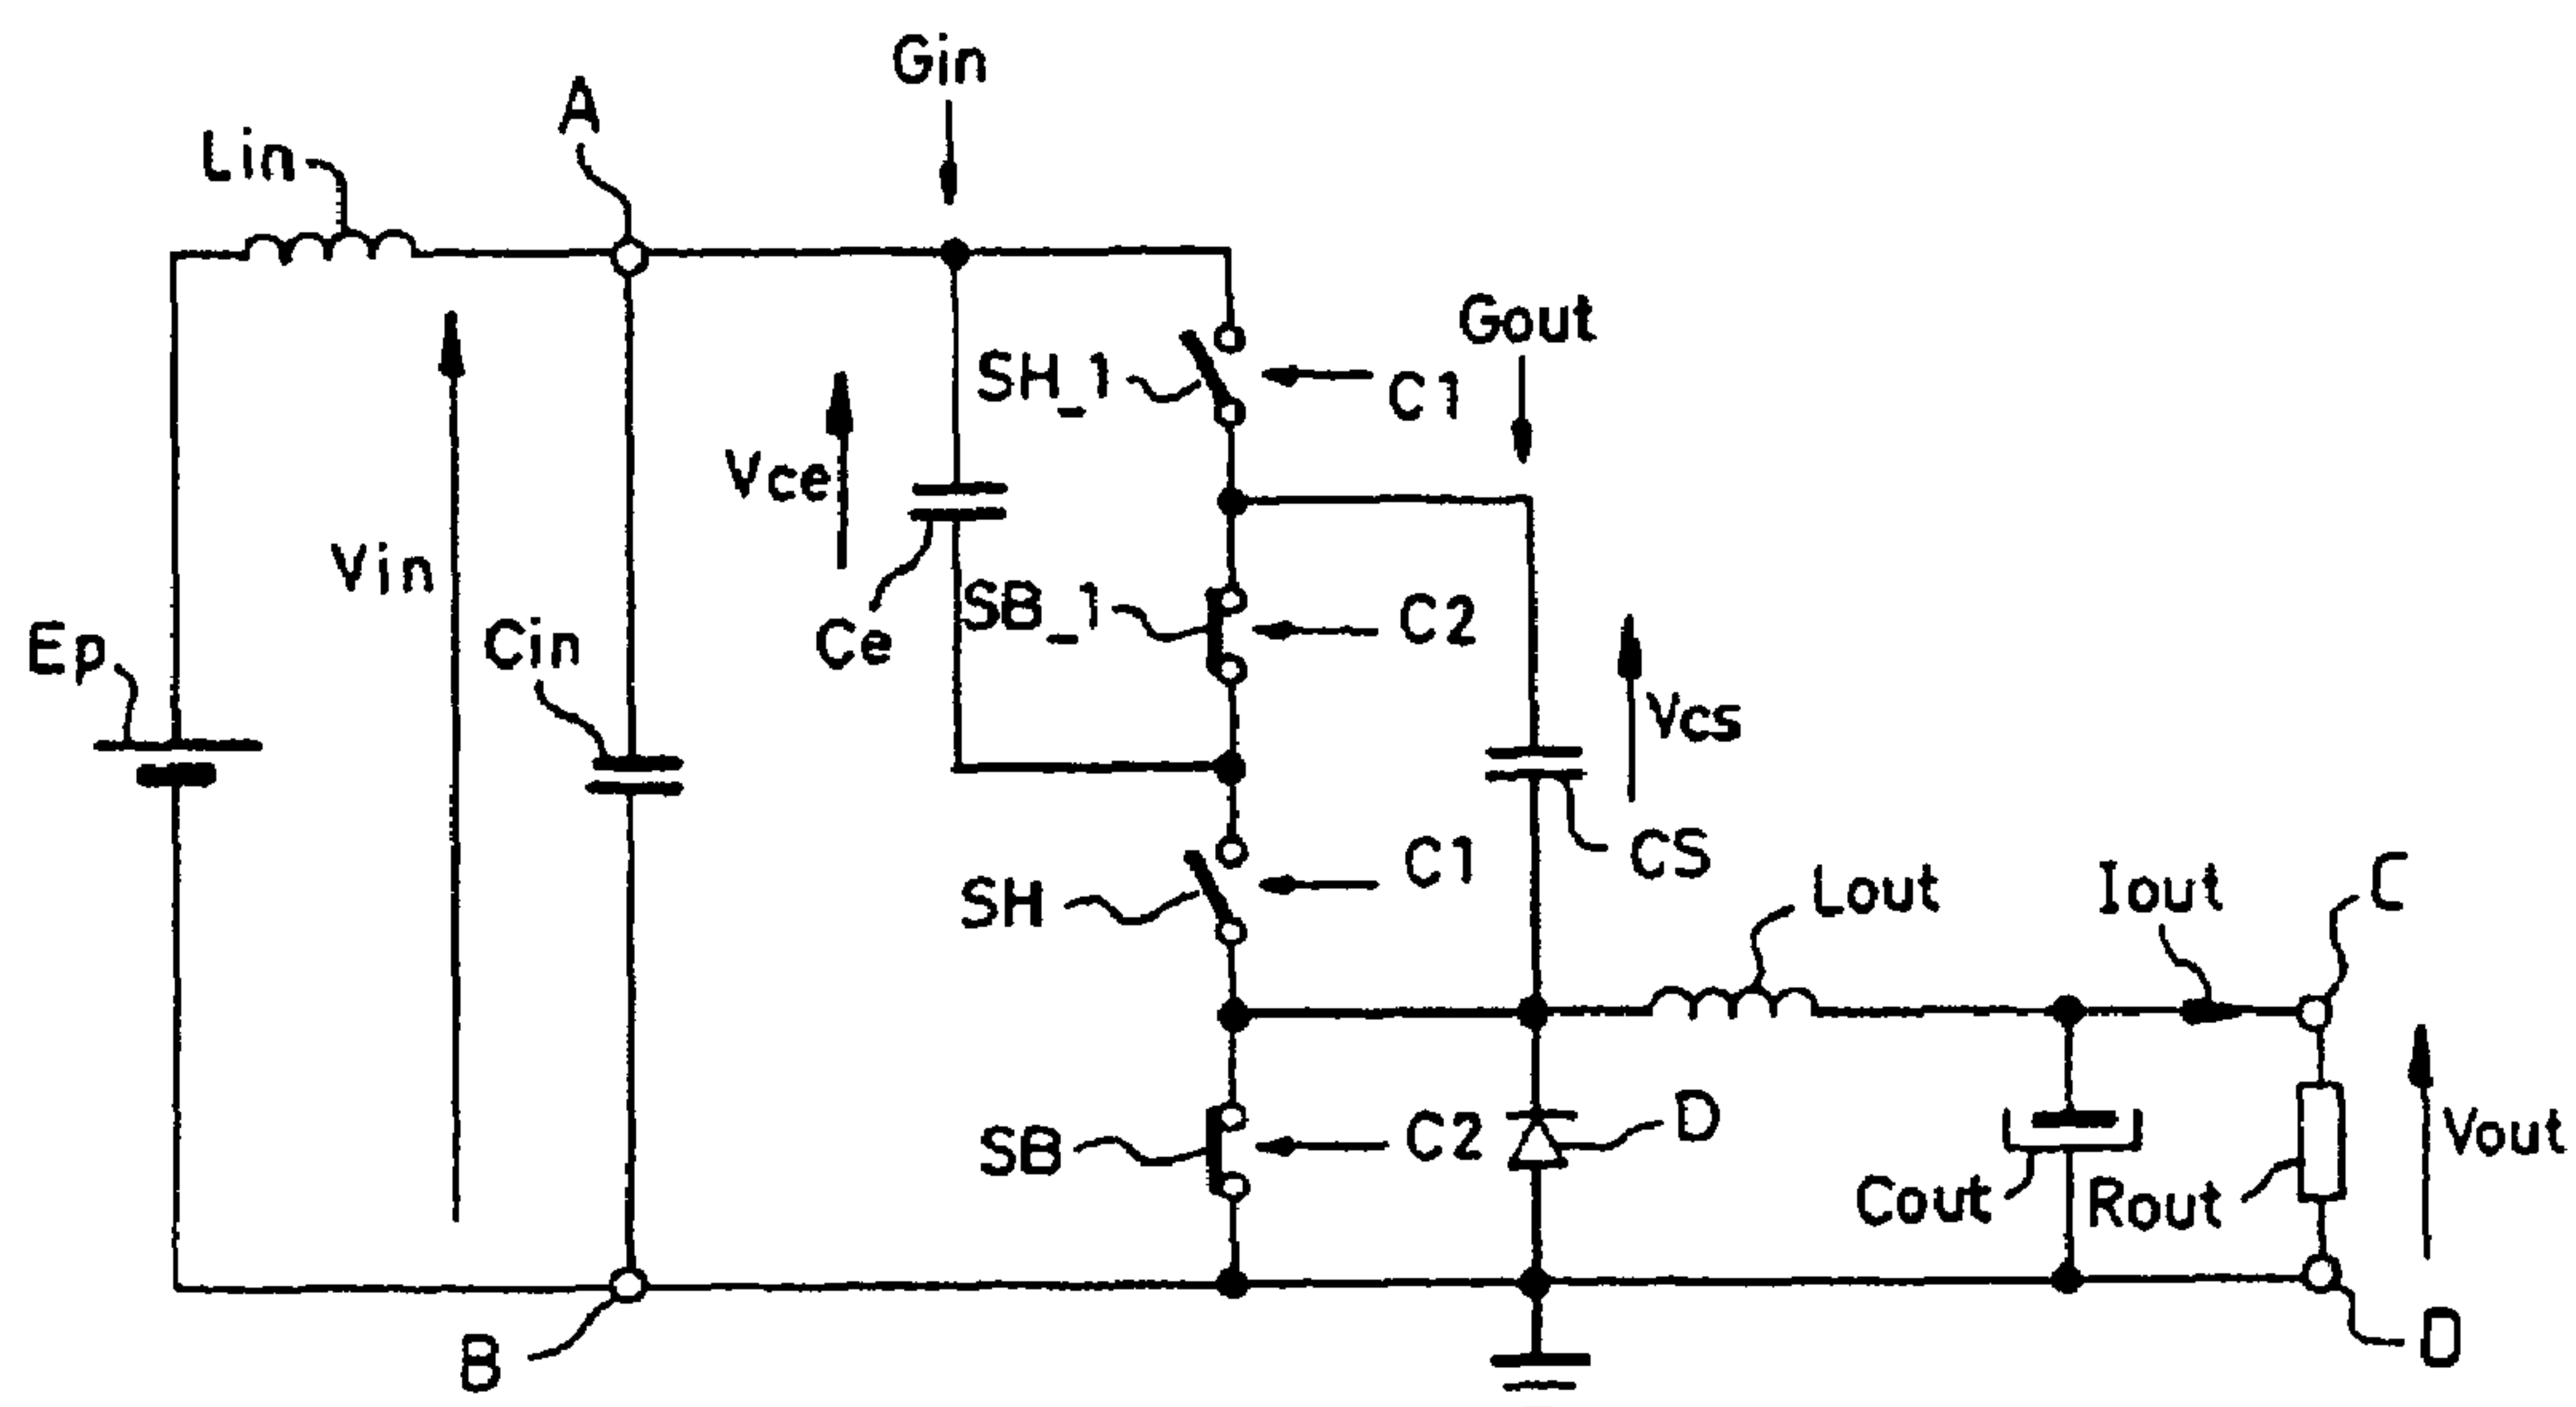 Gin
A
Lin
Gout
SH_1
C1
Vce
Vin
SB_1
C2
Ep
Cin
Ce
Vcs
C1
CS
SH
Lout
Iout
C
D
C2
SB
Vout
Cout
Rout
B
D